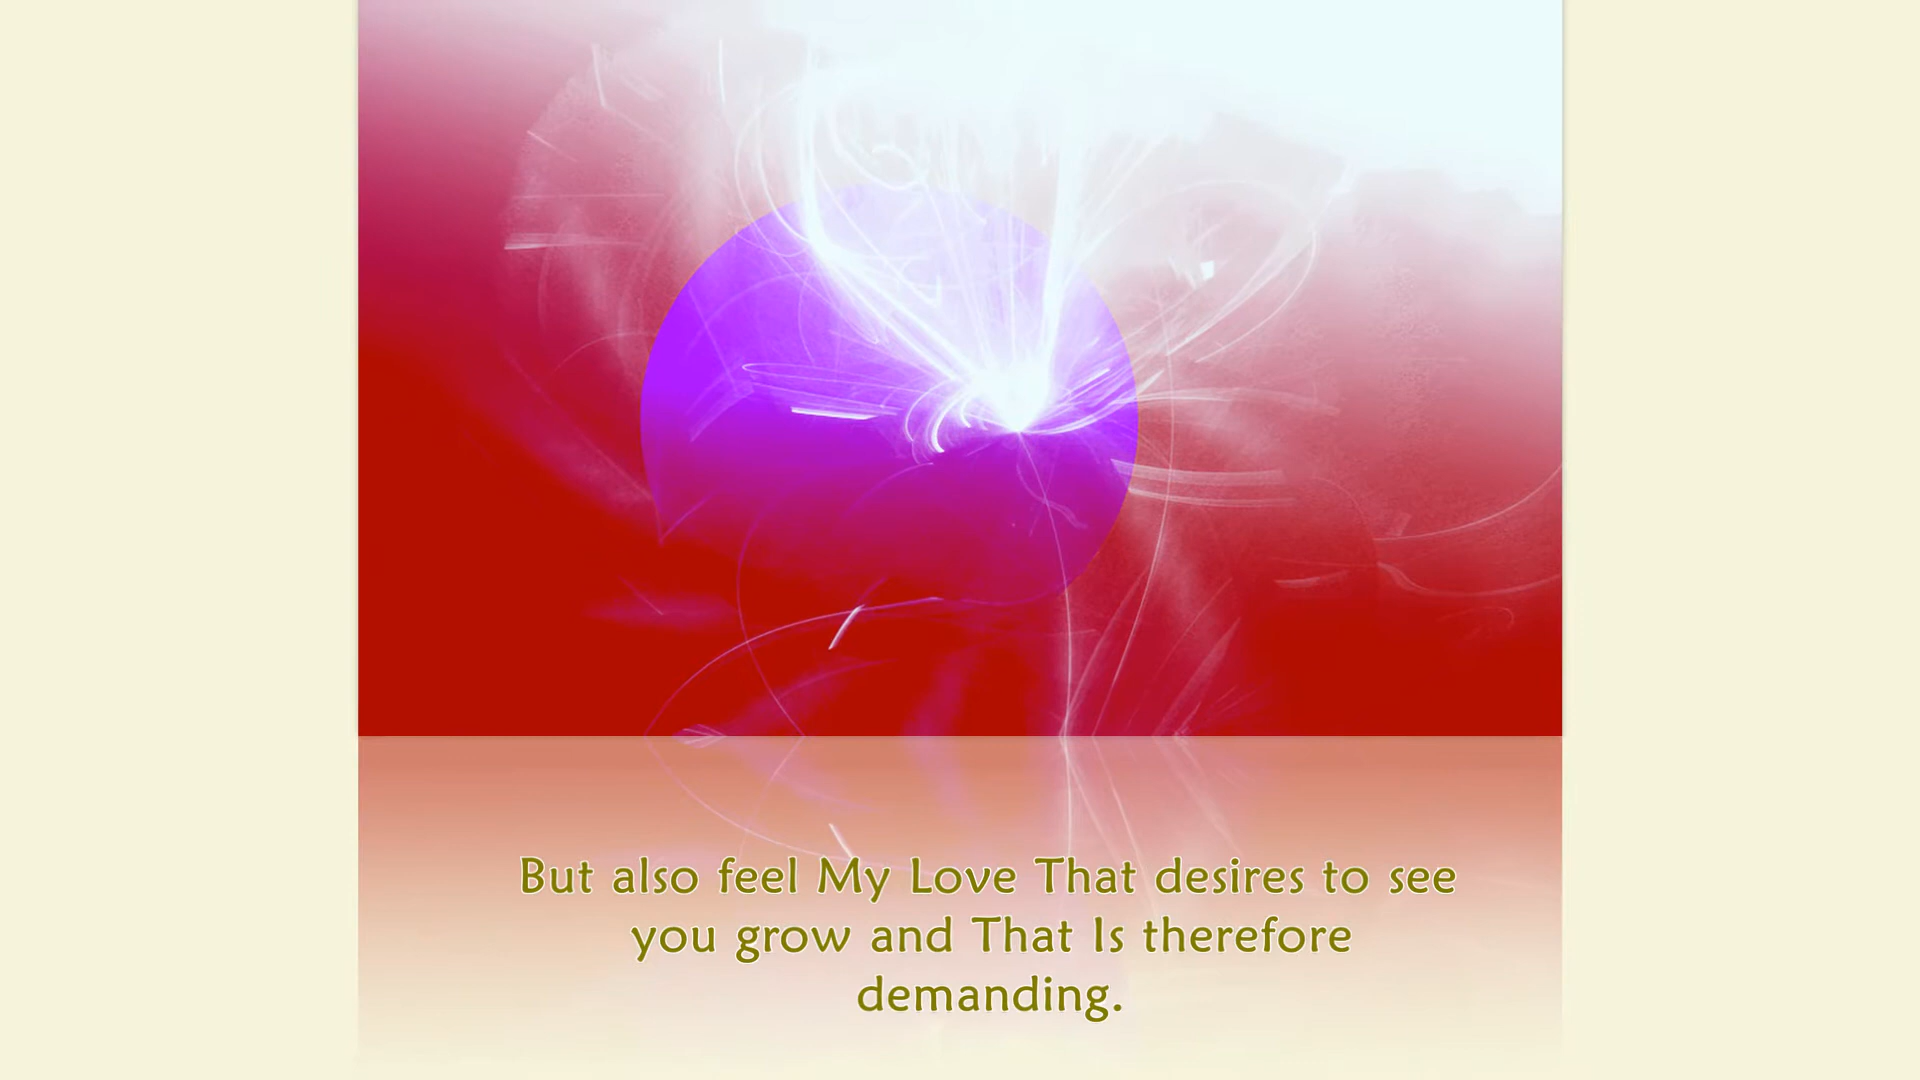 But also feel My Love That desires to see
you grow and That Is therefore
demanding.